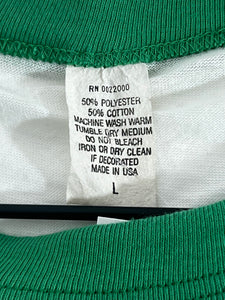 RN 0022000
50% POLYESTER
50% COTTON
MACHINE WASH WARM
TUMBLE DRY MEDIUM
DO NOT BLEACH
IRON OR DRY CLEAN
IF DECORATED
MADE IN USA
L